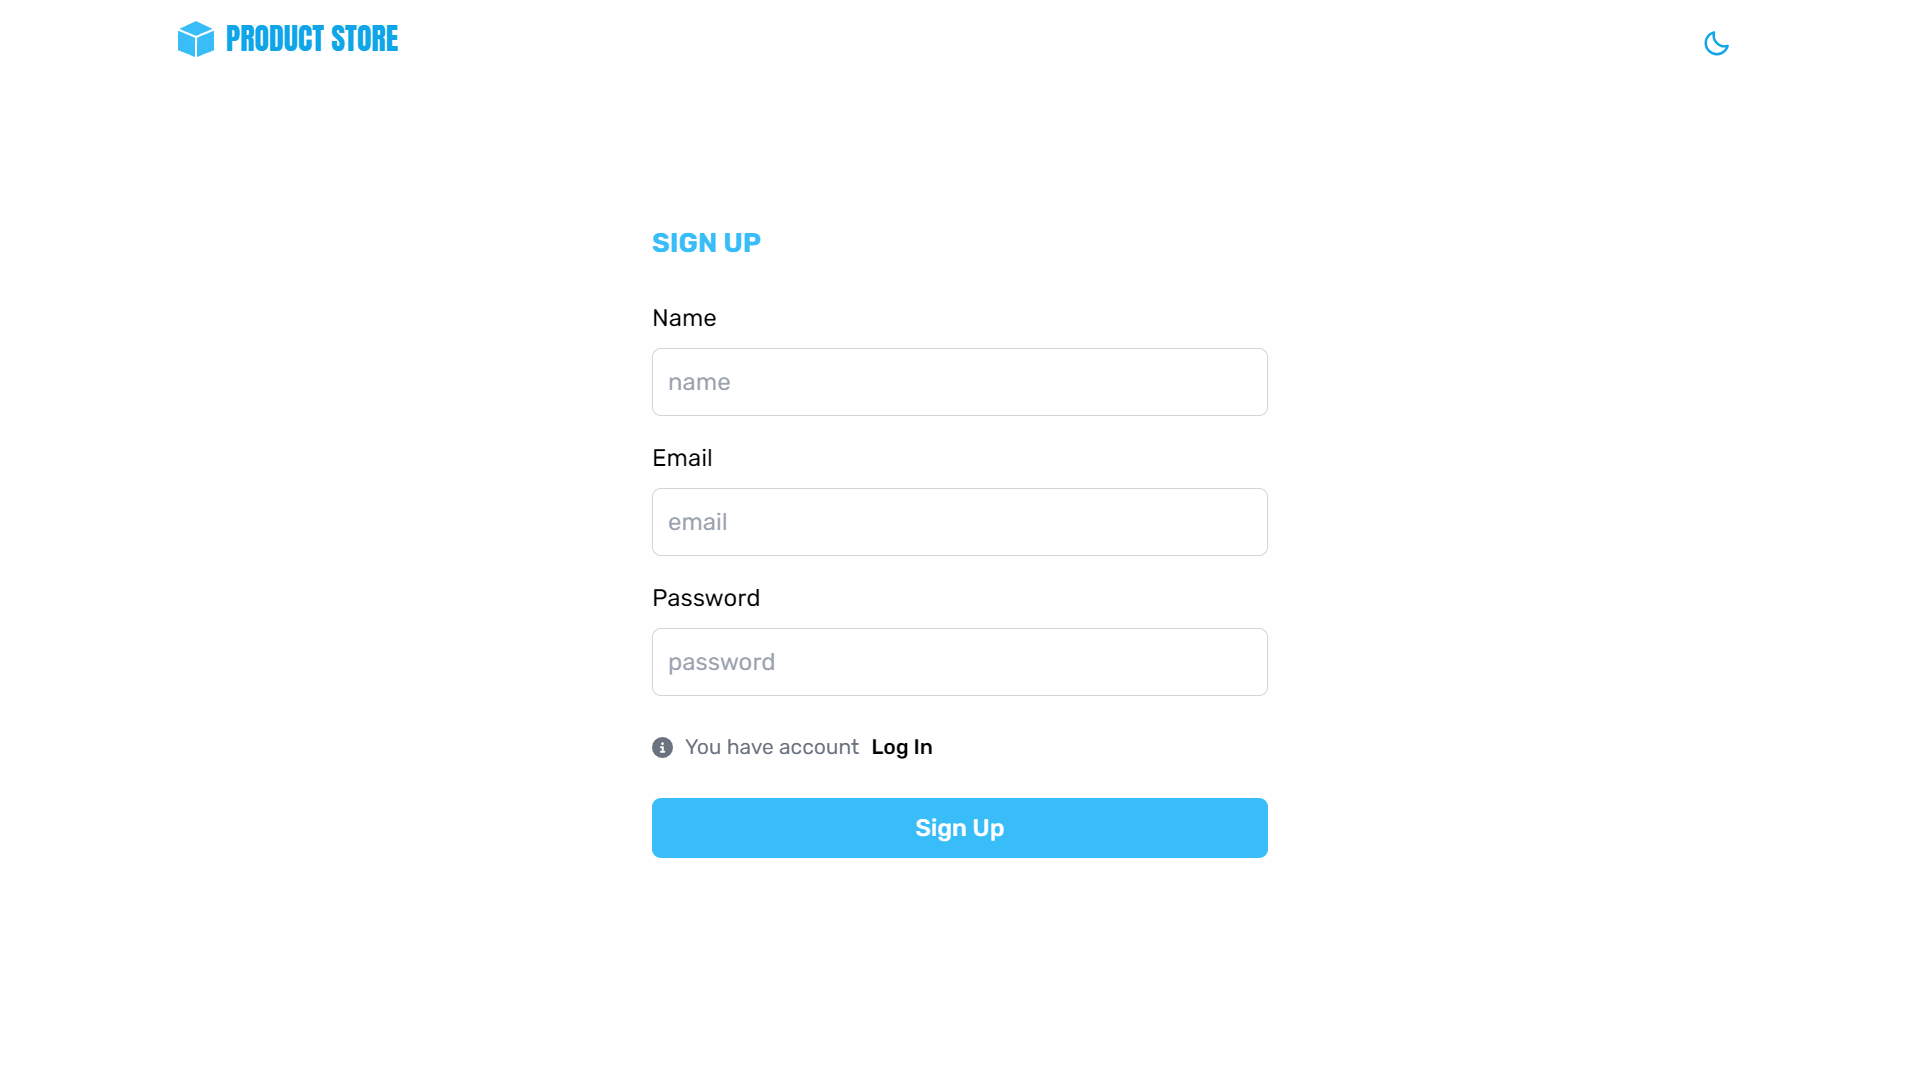 PRODUCT STORE
SIGN UP
Name
name
Email
email
Password
password
You have account Log In
Sign Up